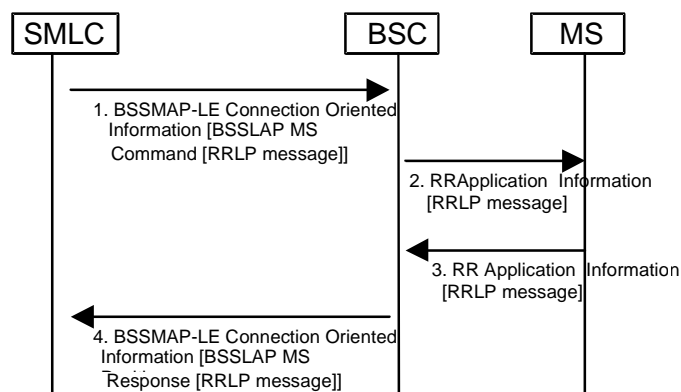 SMLC
BSC
MS
1. BSSMAP-LE Connection Oriented
Information [BSSLAP MS
Command [RRLP message]]
2. RRApplication Information
[RRLP message]
3. RR Application Information
[RRLP message]
4. BSSMAP-LE Connection Oriented
Information [BSSLAP MS
Response [RRLP message]]